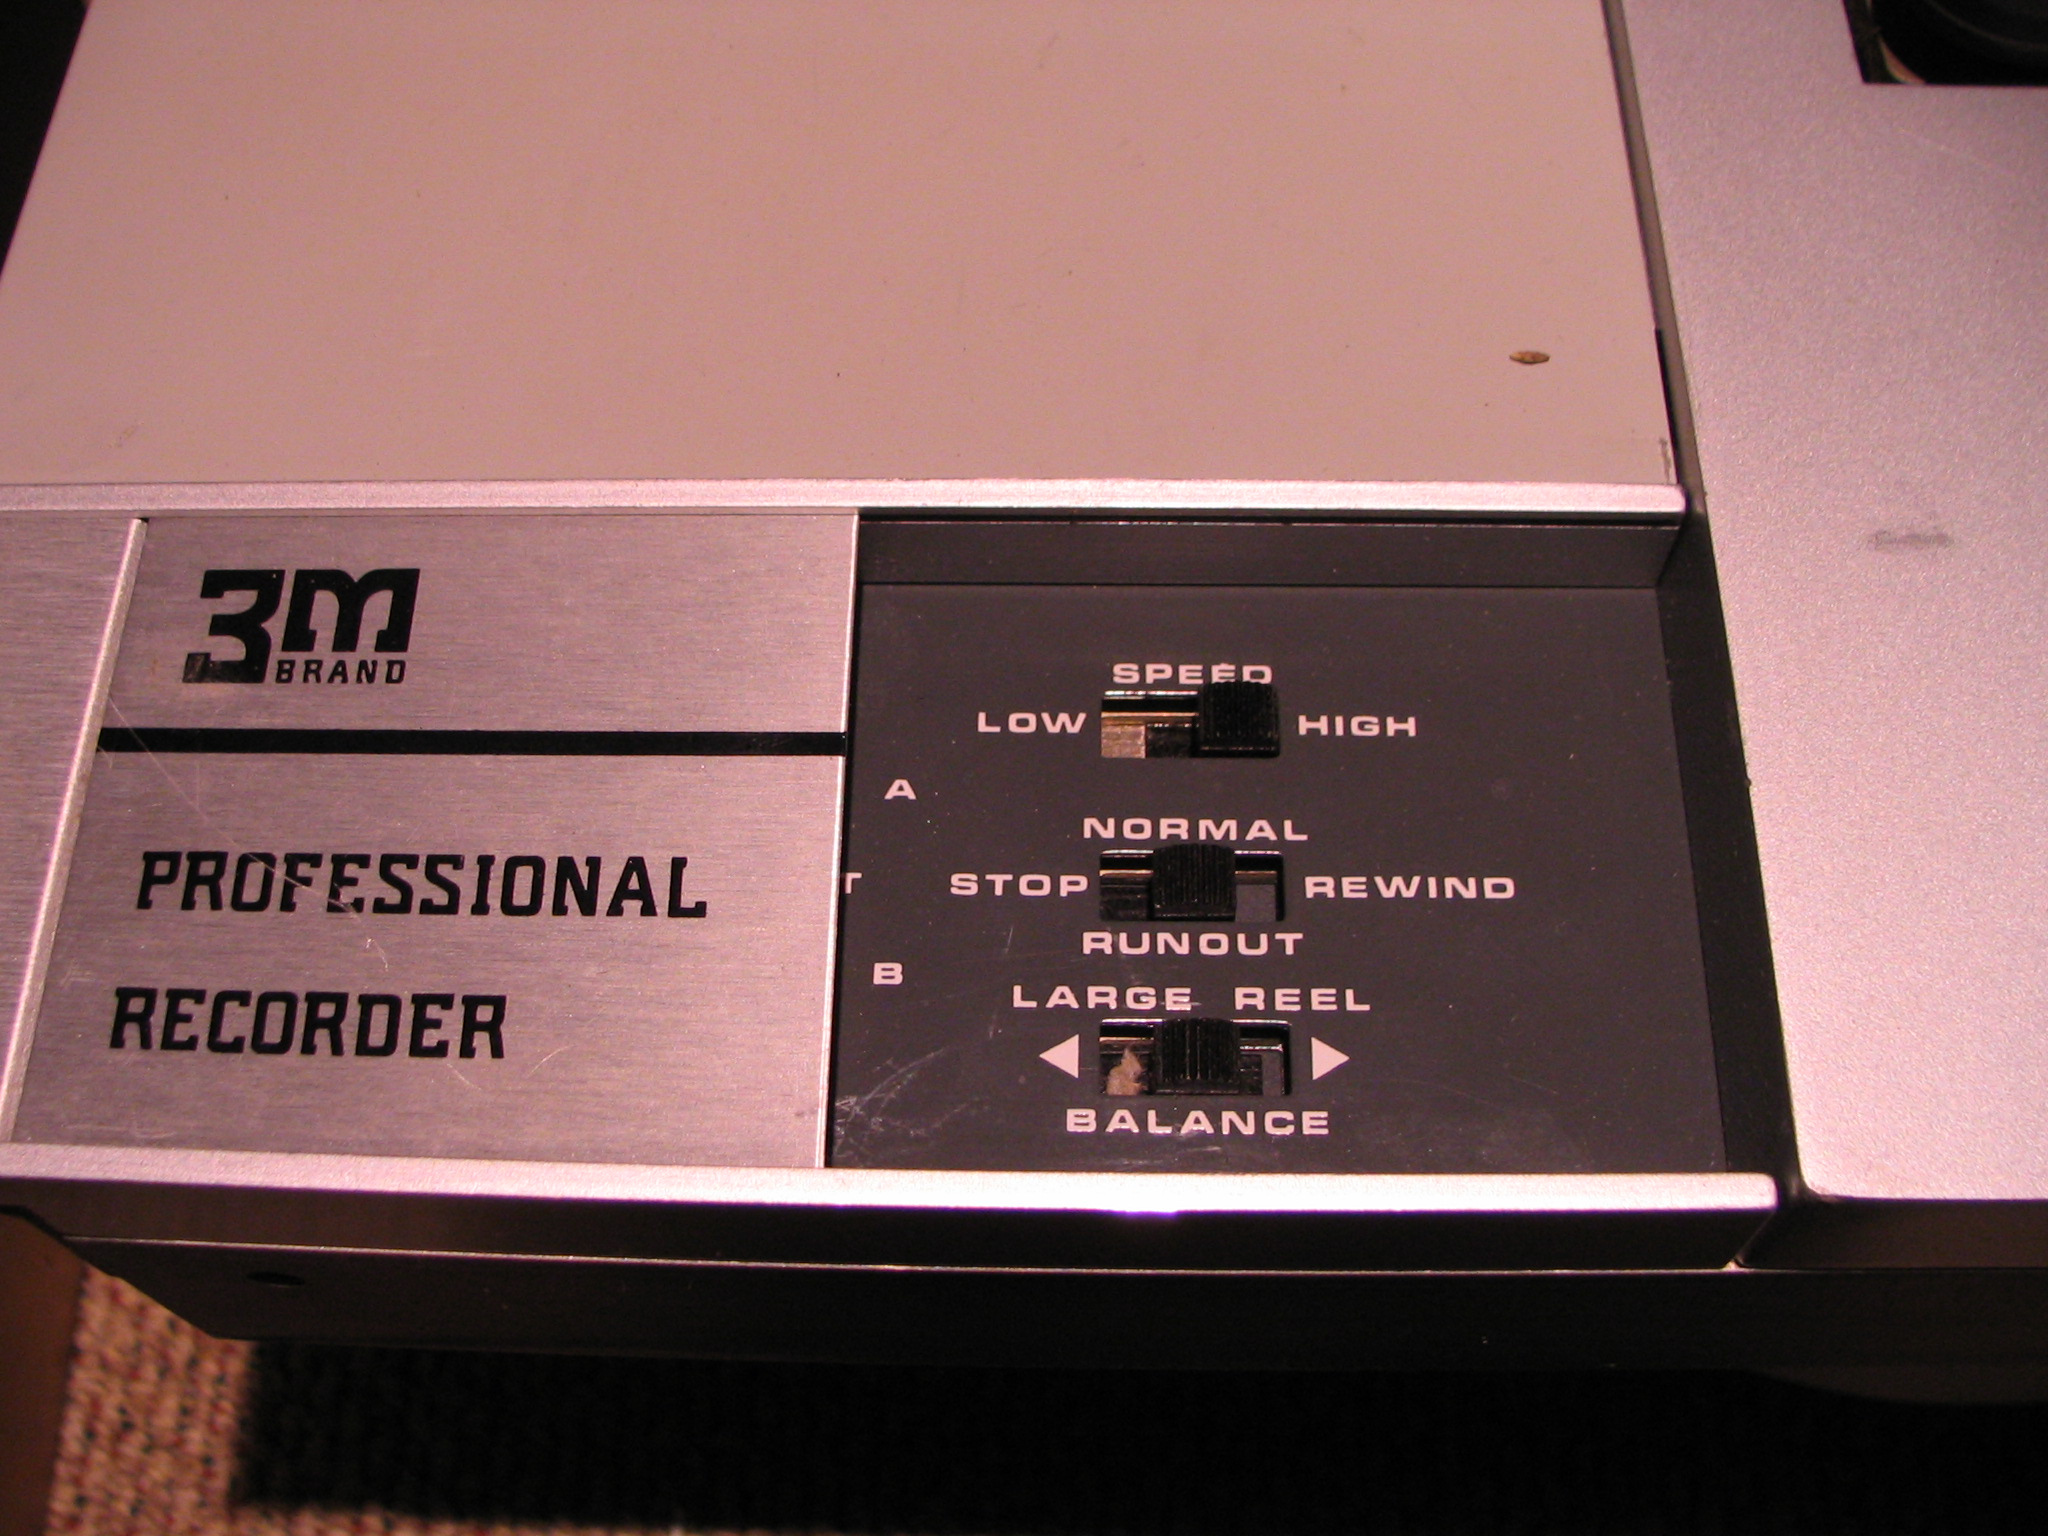 3M
BRAND
PROFESSIONAL
RECORDER
SPEED
LOW HIGH
A
NORMAL
T STOP REWIND
RUNOUT
B
LARGE REEL
BALANCE